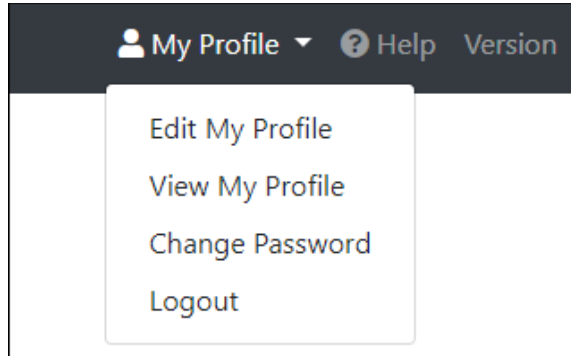 My Profile Help Version
Edit My Profile
View My Profile
Change Password
Logout